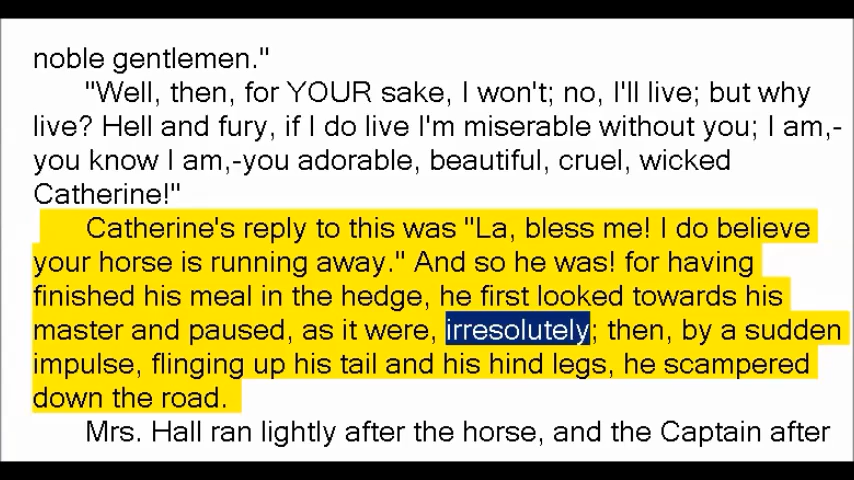 noble gentlemen."
"Well, then, for YOUR sake, I won't; no, I'll live; but why
live? Hell and fury, if I do live I'm miserable without you; I am,-
you know I am,-you adorable, beautiful, cruel, wicked
Catherine!"
Catherine's reply to this was "La, bless me! I do believe
your horse is running away." And so he was! for having
finished his meal in the hedge, he first looked towards his
master and paused, as it were, irresolutely; then, by a sudden
impulse, flinging up his tail and his hind legs, he scampered
down the road.
Mrs. Hall ran lightly after the horse, and the Captain after